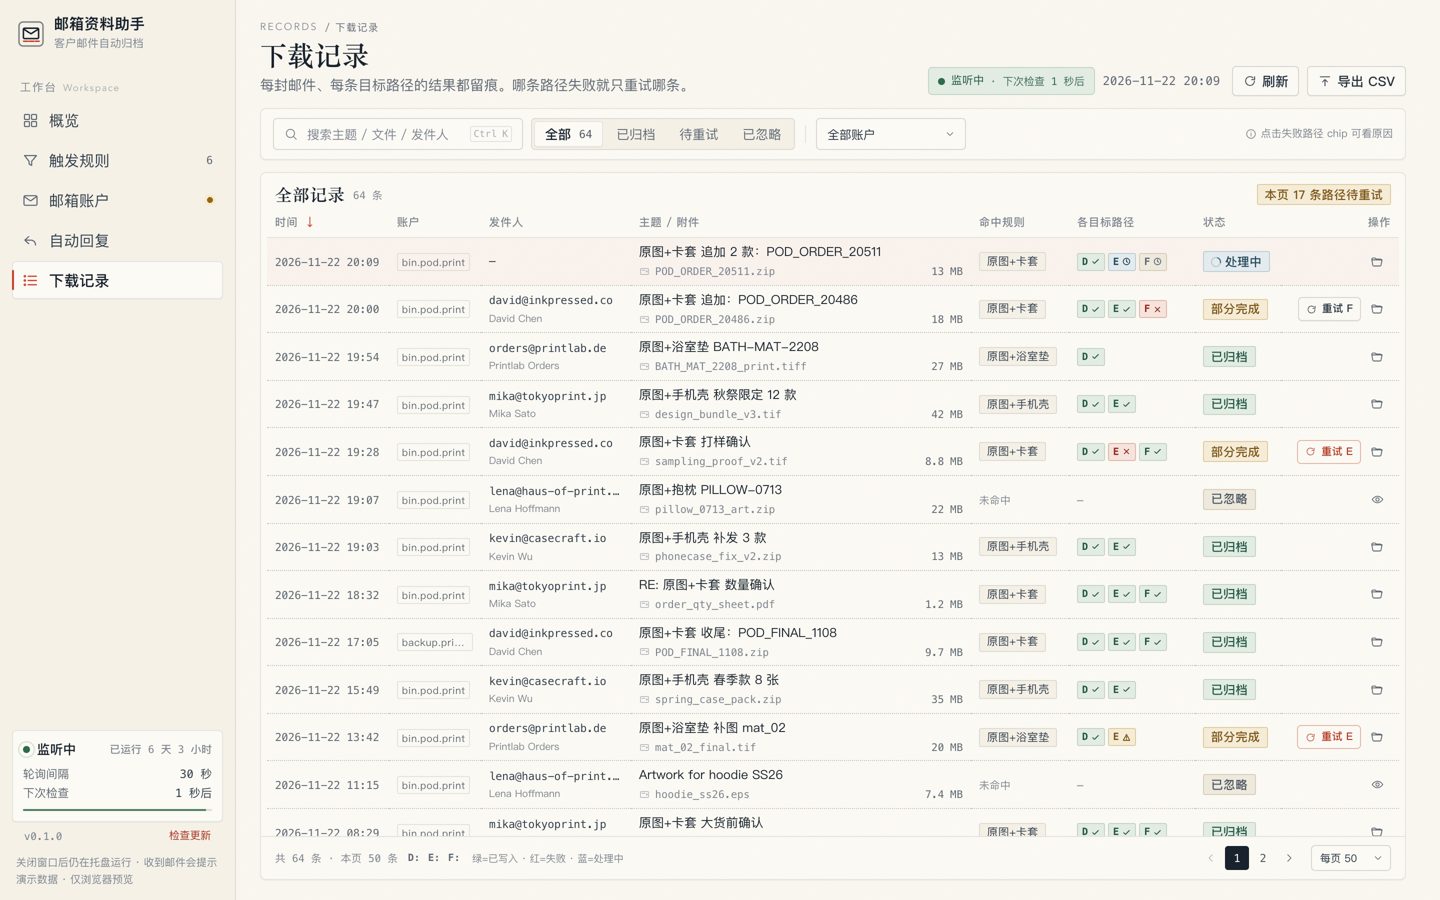 邮箱资料助手
客户邮件自动归档
工作台 Workspace
概览
触发规则 6
邮箱账户
自动回复
下载记录
监听中 已运行 6 天 3 小时
轮询间隔 30 秒
下次检查 1 秒后
v0.1.0 检查更新
关闭窗口后仍在托盘运行 · 收到邮件会提示
演示数据 · 仅浏览器预览
RECORDS / 下载记录
下载记录
每封邮件、每条目标路径的结果都留痕。哪条路径失败就只重试哪条。
监听中 · 下次检查 1 秒后 2026-11-22 20:09 刷新 导出 CSV
搜索主题 / 文件 / 发件人 Ctrl K 全部 64 已归档 待重试 已忽略 全部账户 点击失败路径 chip 可看原因
全部记录 64 条 本页 17 条路径待重试
时间 ↓ 账户 发件人 主题 / 附件 命中规则 各目标路径 状态 操作
2026-11-22 20:09 bin.pod.print — 原图+卡套 追加 2 款：POD_ORDER_20511 原图+卡套 D E F 处理中
POD_ORDER_20511.zip 13 MB
2026-11-22 20:00 bin.pod.print david@inkpressed.co 原图+卡套 追加：POD_ORDER_20486 原图+卡套 D ✓ E ✓ F × 部分完成 重试 F
David Chen POD_ORDER_20486.zip 18 MB
2026-11-22 19:54 bin.pod.print orders@printlab.de 原图+浴室垫 BATH-MAT-2208 原图+浴室垫 D ✓ 已归档
Printlab Orders BATH_MAT_2208_print.tiff 27 MB
2026-11-22 19:47 bin.pod.print mika@tokyoprint.jp 原图+手机壳 秋祭限定 12 款 原图+手机壳 D ✓ E ✓ 已归档
Mika Sato design_bundle_v3.tif 42 MB
2026-11-22 19:28 bin.pod.print david@inkpressed.co 原图+卡套 打样确认 原图+卡套 D ✓ E × F ✓ 部分完成 重试 E
David Chen sampling_proof_v2.tif 8.8 MB
2026-11-22 19:07 bin.pod.print lena@haus-of-print.… 原图+抱枕 PILLOW-0713 未命中 — 已忽略
Lena Hoffmann pillow_0713_art.zip 22 MB
2026-11-22 19:03 bin.pod.print kevin@casecraft.io 原图+手机壳 补发 3 款 原图+手机壳 D ✓ E ✓ 已归档
Kevin Wu phonecase_fix_v2.zip 13 MB
2026-11-22 18:32 bin.pod.print mika@tokyoprint.jp RE: 原图+卡套 数量确认 原图+卡套 D ✓ E ✓ F ✓ 已归档
Mika Sato order_qty_sheet.pdf 1.2 MB
2026-11-22 17:05 backup.pri… david@inkpressed.co 原图+卡套 收尾：POD_FINAL_1108 原图+卡套 D ✓ E ✓ F ✓ 已归档
David Chen POD_FINAL_1108.zip 9.7 MB
2026-11-22 15:49 bin.pod.print kevin@casecraft.io 原图+手机壳 春季款 8 张 原图+手机壳 D ✓ E ✓ 已归档
Kevin Wu spring_case_pack.zip 35 MB
2026-11-22 13:42 bin.pod.print orders@printlab.de 原图+浴室垫 补图 mat_02 原图+浴室垫 D ✓ E ⚠ 部分完成 重试 E
Printlab Orders mat_02_final.tif 20 MB
2026-11-22 11:15 bin.pod.print lena@haus-of-print.… Artwork for hoodie SS26 未命中 — 已忽略
Lena Hoffmann hoodie_ss26.eps 7.4 MB
2026-11-22 08:29 bin.pod.print mika@tokyoprint.jp 原图+卡套 大货前确认 原图+卡套 D ✓ E ✓ F ✓ 已归档
共 64 条 · 本页 50 条 D: E: F: 绿=已写入 · 红=失败 · 蓝=处理中 ‹ 1 2 › 每页 50